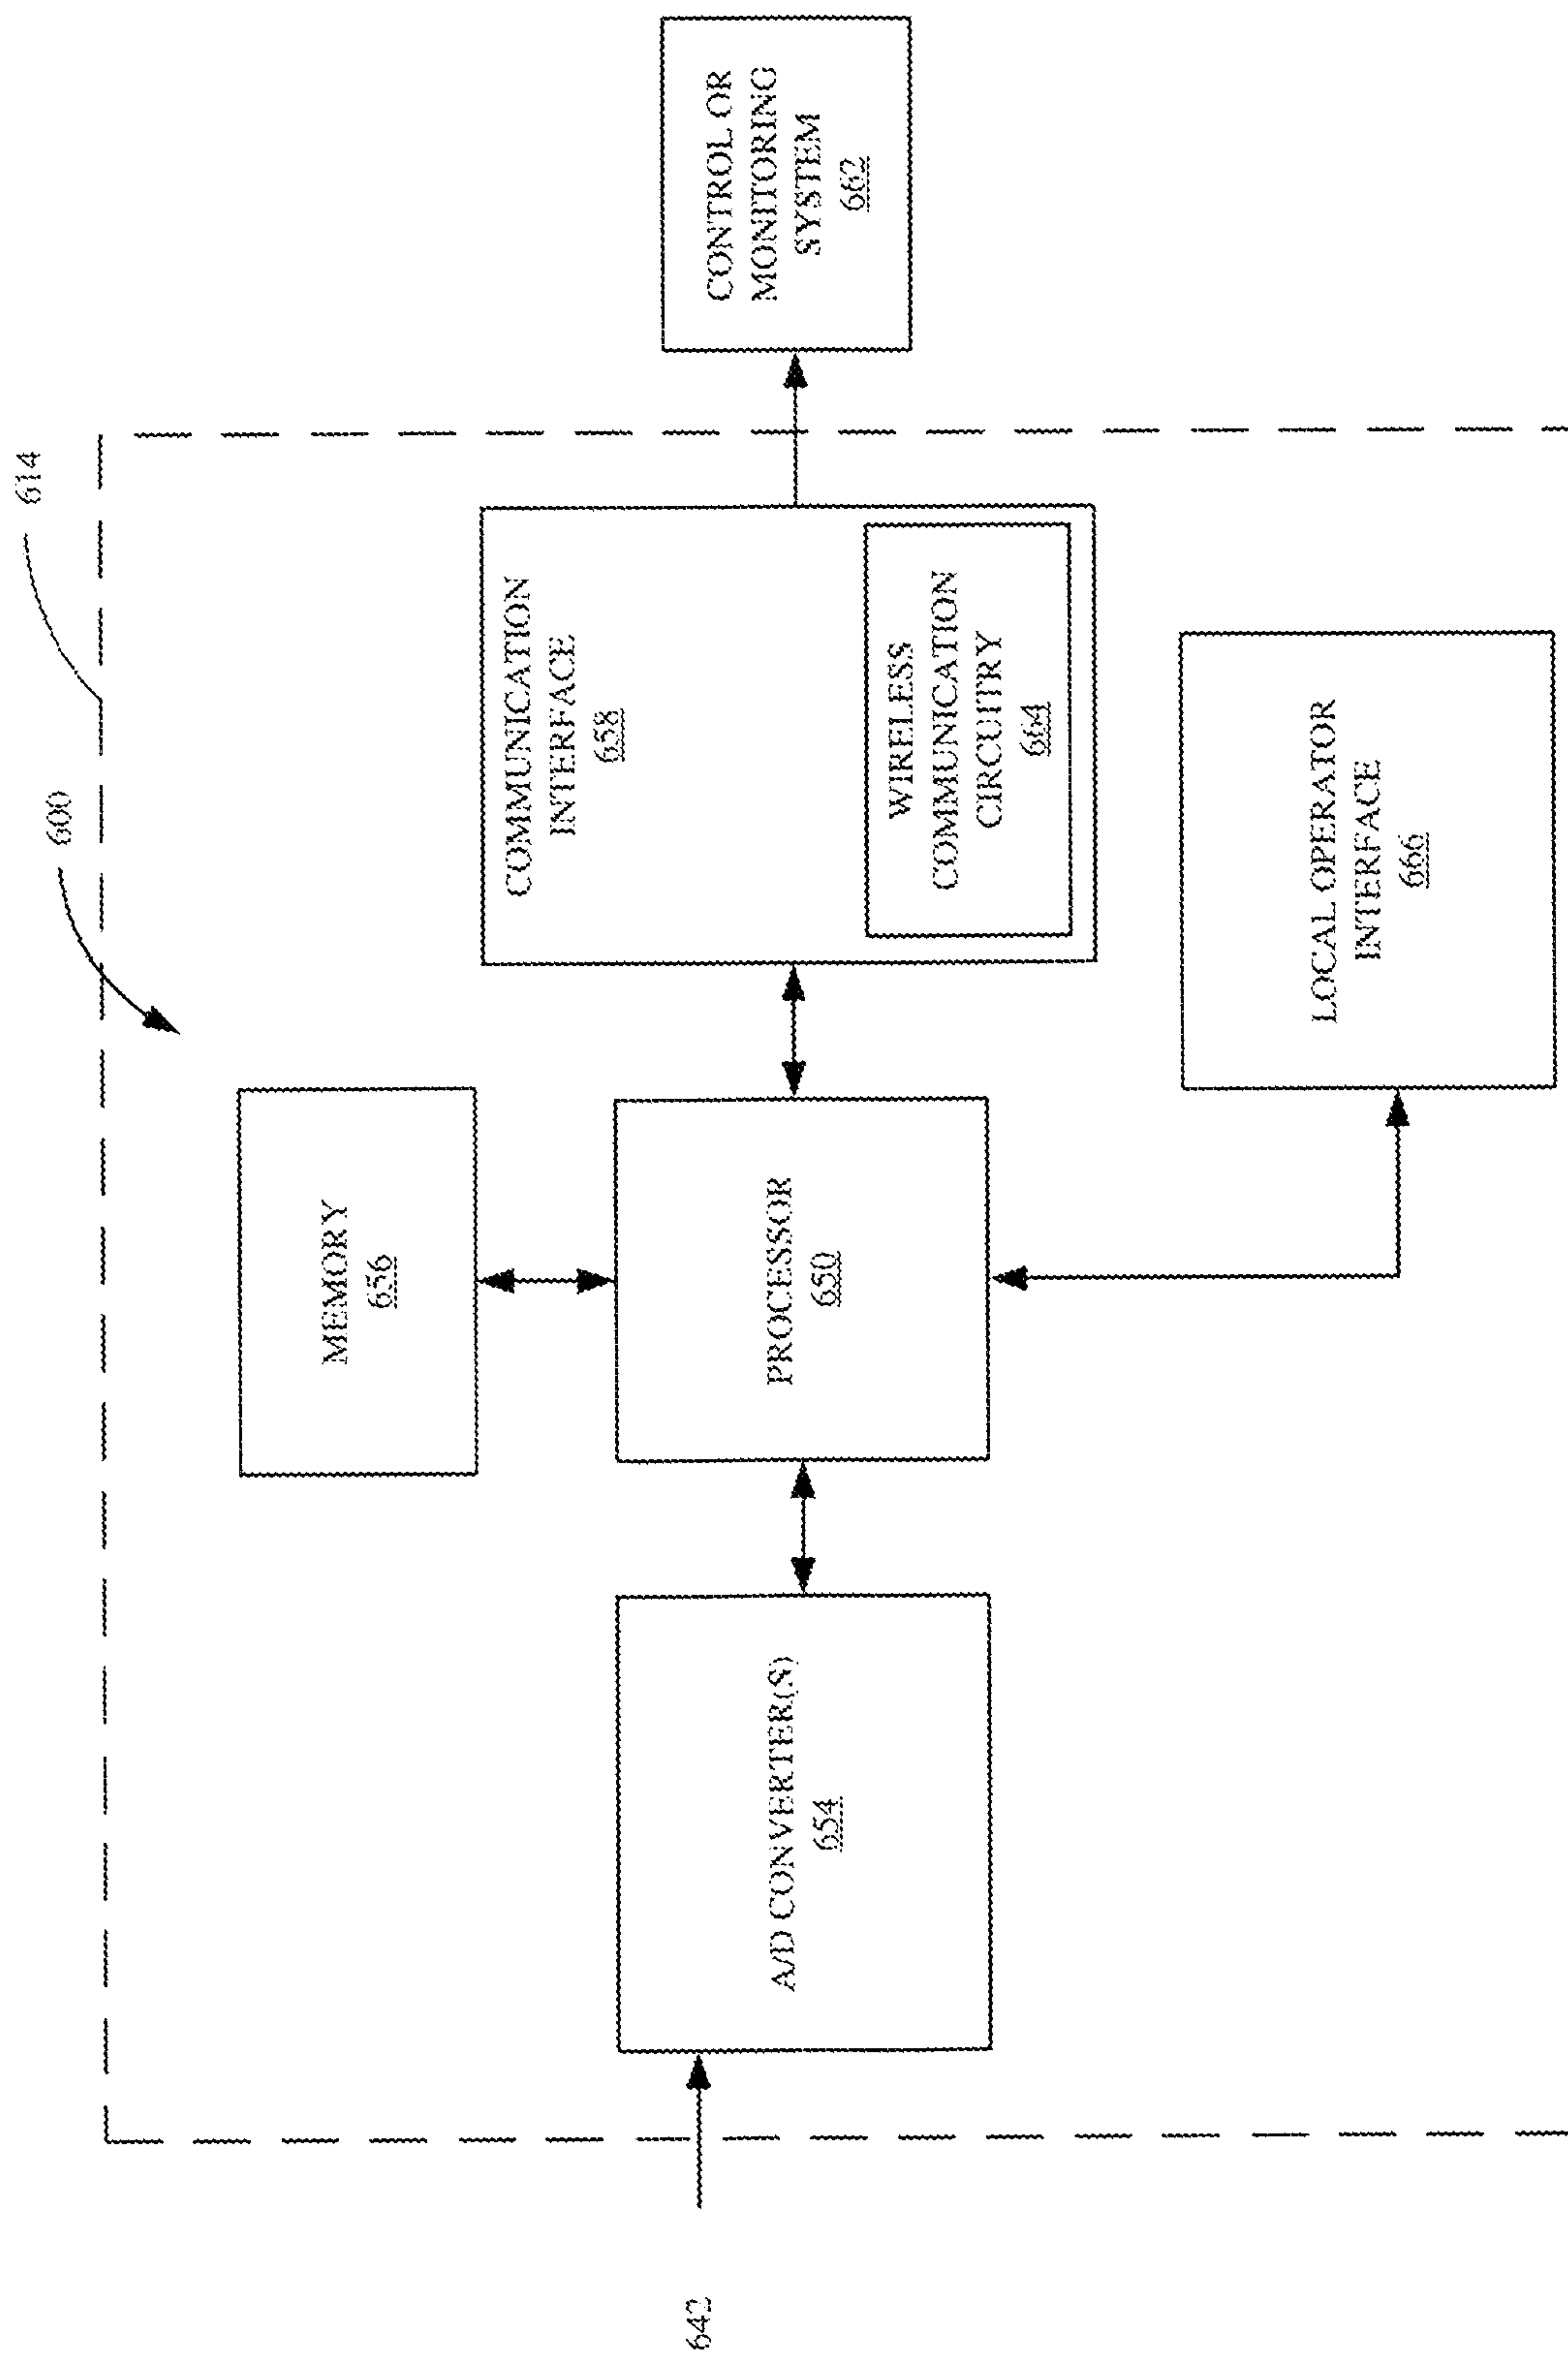 614
600
MEMORY
656
COMMUNICATION
INTERFACE
658
CONTROL OR
MONITORING
SYSTEM
662
642
A/D CONVERTER(S)
654
PROCESSOR
650
WIRELESS
COMMUNICATION
CIRCUITRY
664
LOCAL OPERATOR
INTERFACE
666